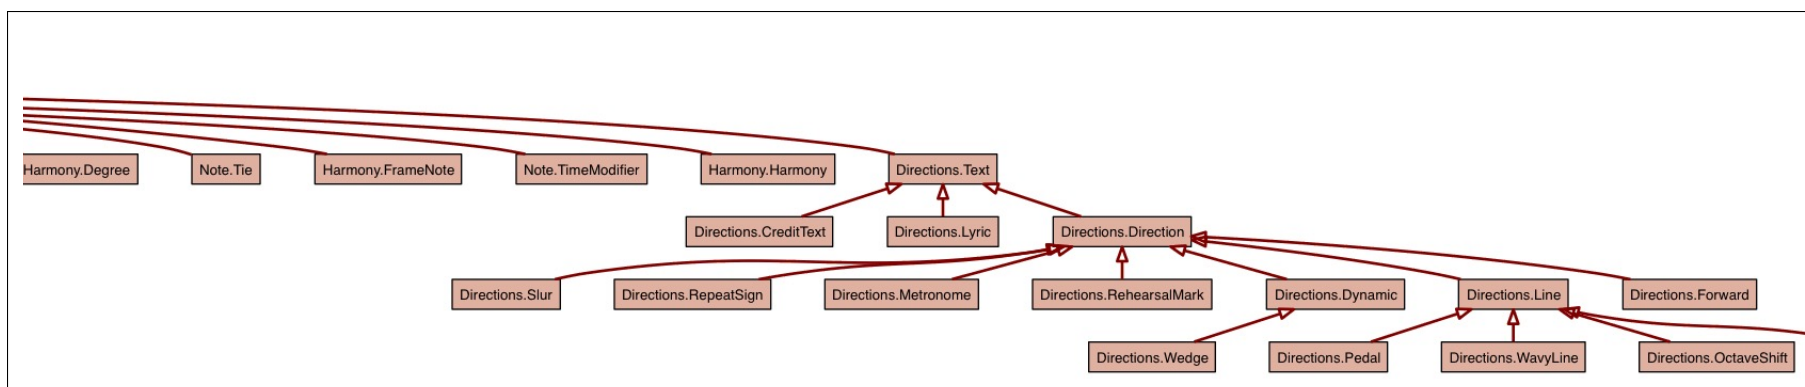 Harmony.Degree
Note.Tie
Harmony.FrameNote
Note.TimeModifier
Harmony.Harmony
Directions.Text
Directions.CreditText
Directions.Lyric
Directions.Direction
Directions.Slur
Directions.RepeatSign
Directions.Metronome
Directions.RehearsalMark
Directions.Dynamic
Directions.Line
Directions.Forward
Directions.Wedge
Directions.Pedal
Directions.WavyLine
Directions.OctaveShift